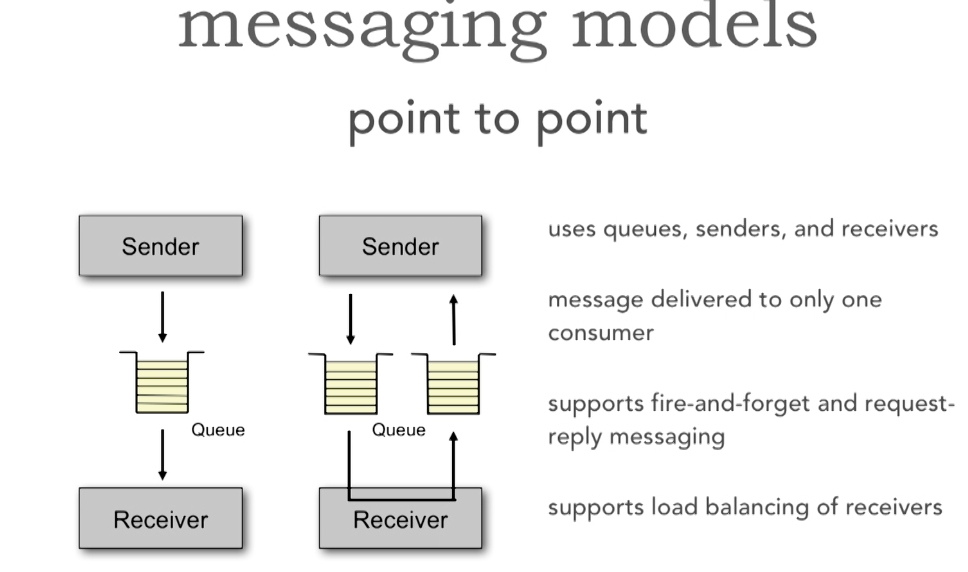 messaging models
point to point
Sender
Sender
Queue
Queue
Receiver
Receiver
uses queues, senders, and receivers
message delivered to only one
consumer
supports fire-and-forget and request-
reply messaging
supports load balancing of receivers